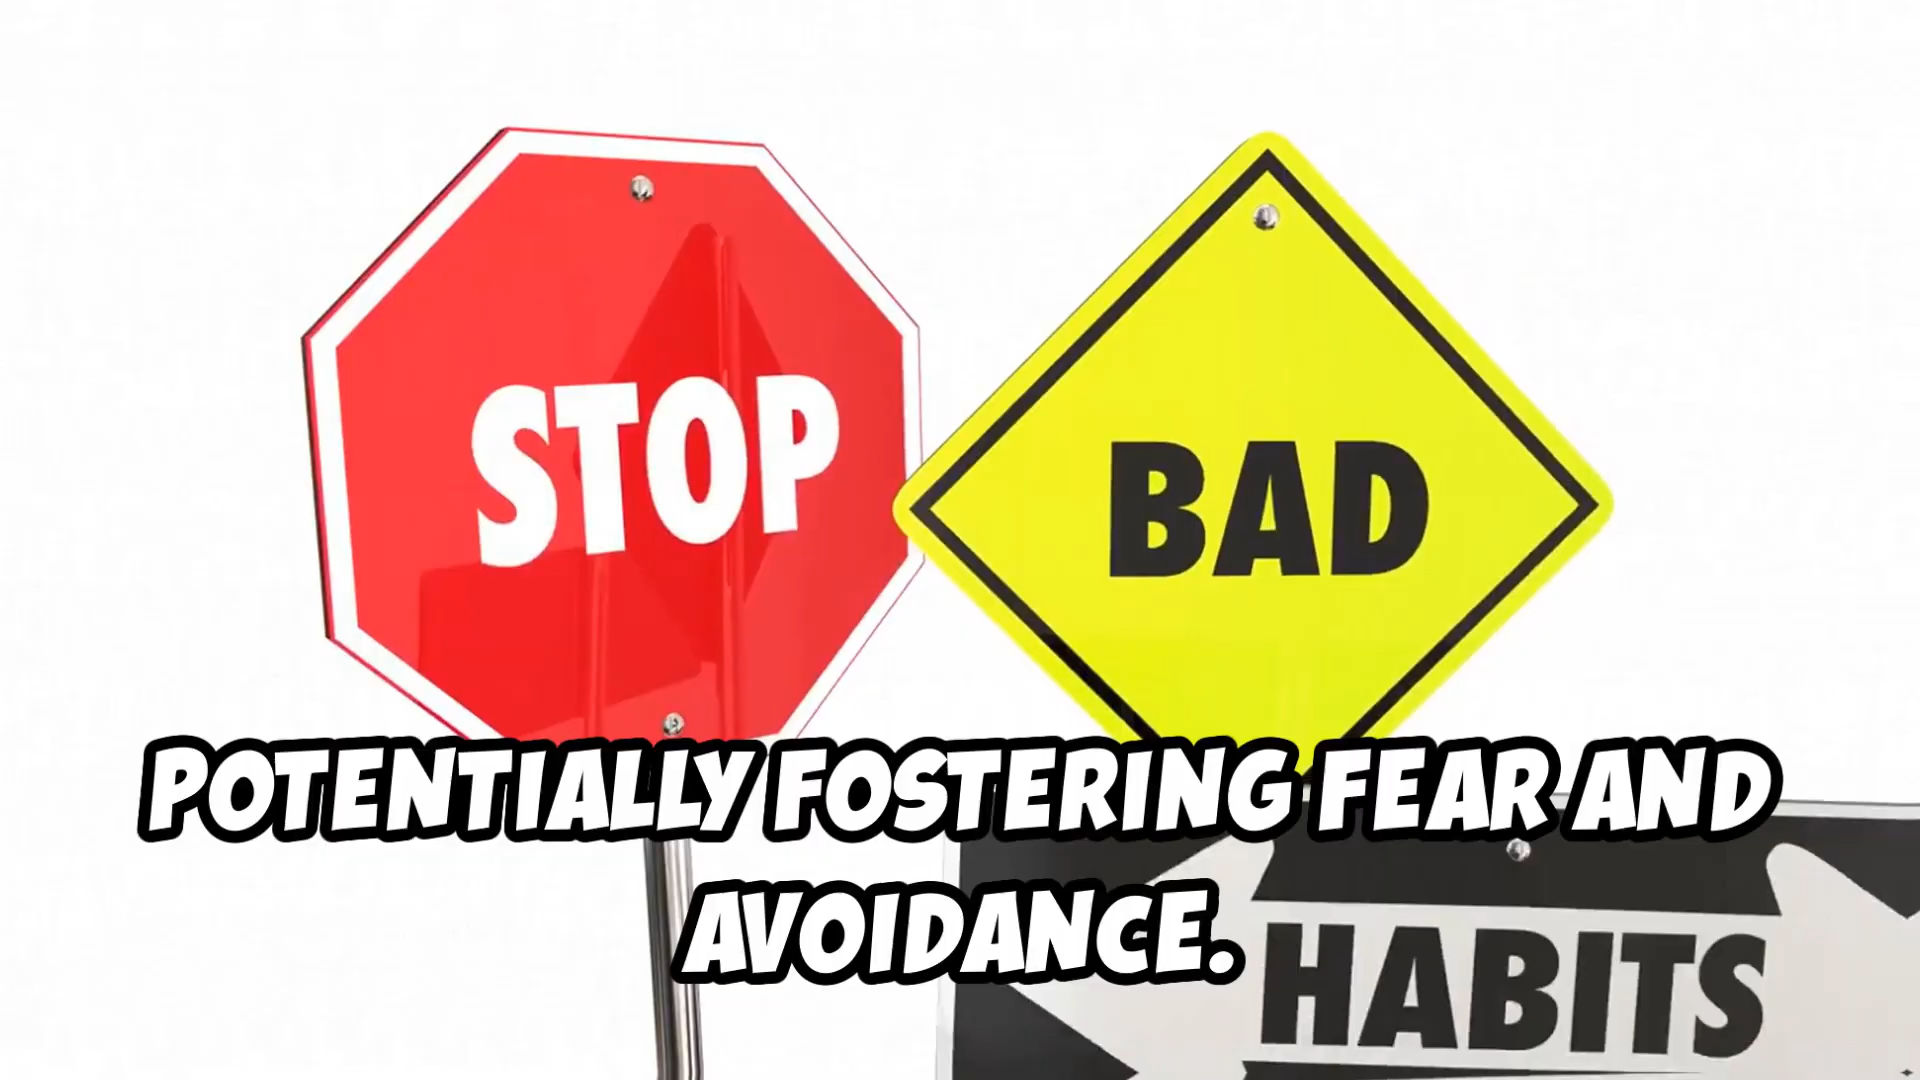 STOP
BAD
POTENTIALLY FOSTERING FEAR AND
AVOIDANCE.
HABITS